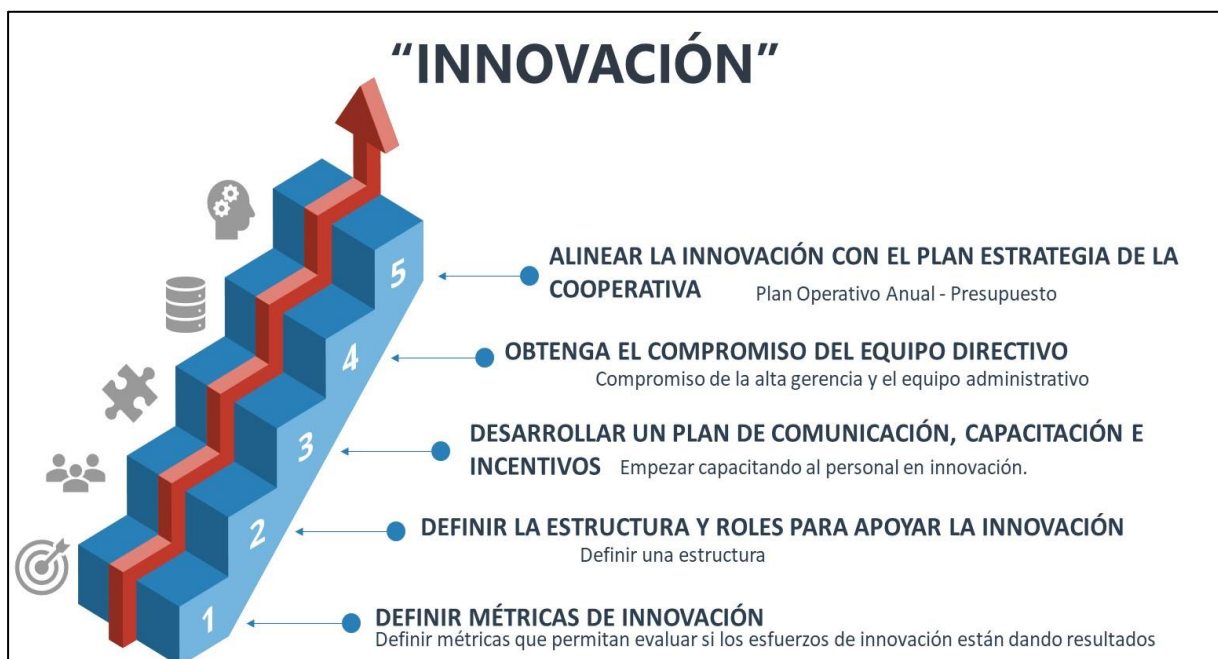 “INNOVACIÓN”
5
ALINEAR LA INNOVACIÓN CON EL PLAN ESTRATEGIA DE LA
COOPERATIVA Plan Operativo Anual - Presupuesto
4
OBTENGA EL COMPROMISO DEL EQUIPO DIRECTIVO
Compromiso de la alta gerencia y el equipo administrativo
3
DESARROLLAR UN PLAN DE COMUNICACIÓN, CAPACITACIÓN E
INCENTIVOS Empezar capacitando al personal en innovación.
2
DEFINIR LA ESTRUCTURA Y ROLES PARA APOYAR LA INNOVACIÓN
Definir una estructura
1
DEFINIR MÉTRICAS DE INNOVACIÓN
Definir métricas que permitan evaluar si los esfuerzos de innovación están dando resultados